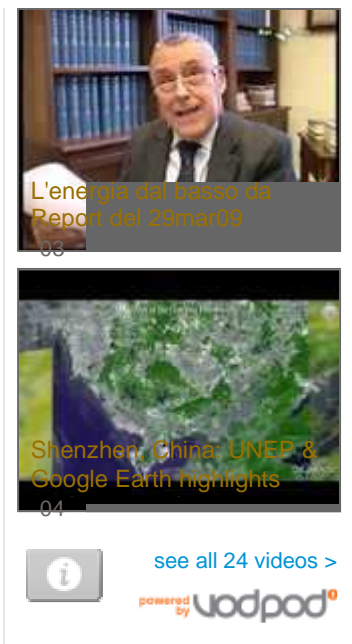 L'energia dal basso da
Report del 29mar09
03
Shenzhen, China: UNEP &
Google Earth highlights
04
see all 24 videos >
powered
by vodpod